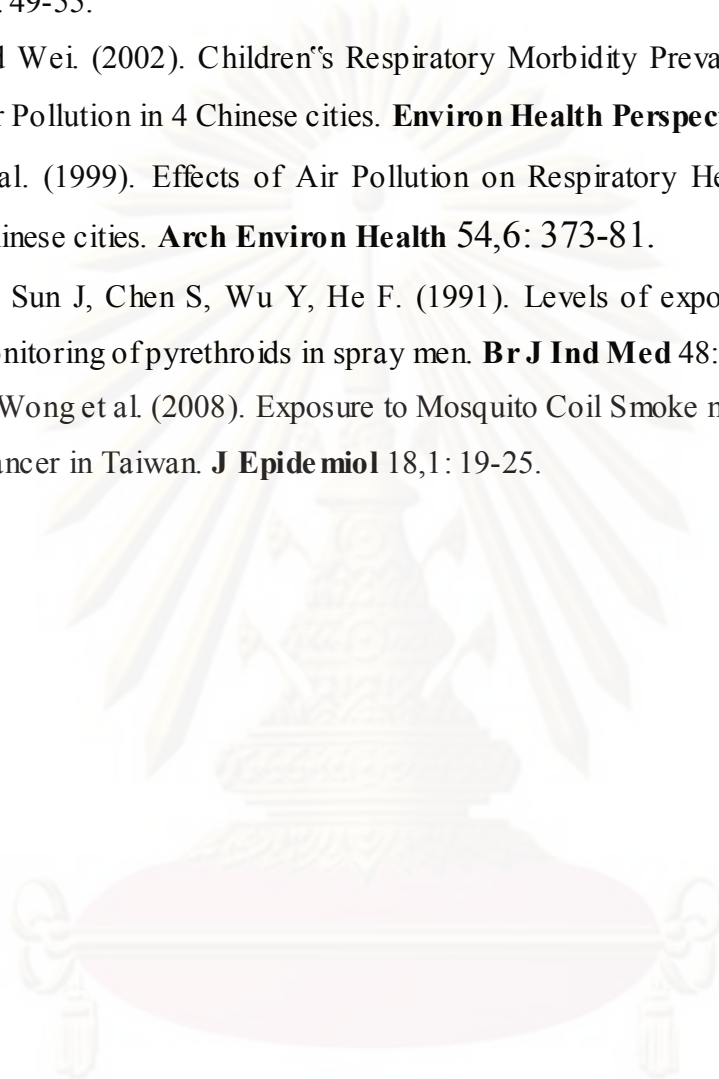 49-55.
d Wei. (2002). Children‟s Respiratory Morbidity Preva
r Pollution in 4 Chinese cities. Environ Health Perspec
al. (1999). Effects of Air Pollution on Respiratory He
inese cities. Arch Environ Health 54,6: 373-81.
Sun J, Chen S, Wu Y, He F. (1991). Levels of expo
onitoring of pyrethroids in spray men. Br J Ind Med 48:
Wong et al. (2008). Exposure to Mosquito Coil Smoke
ancer in Taiwan. J Epidemiol 18,1: 19-25.